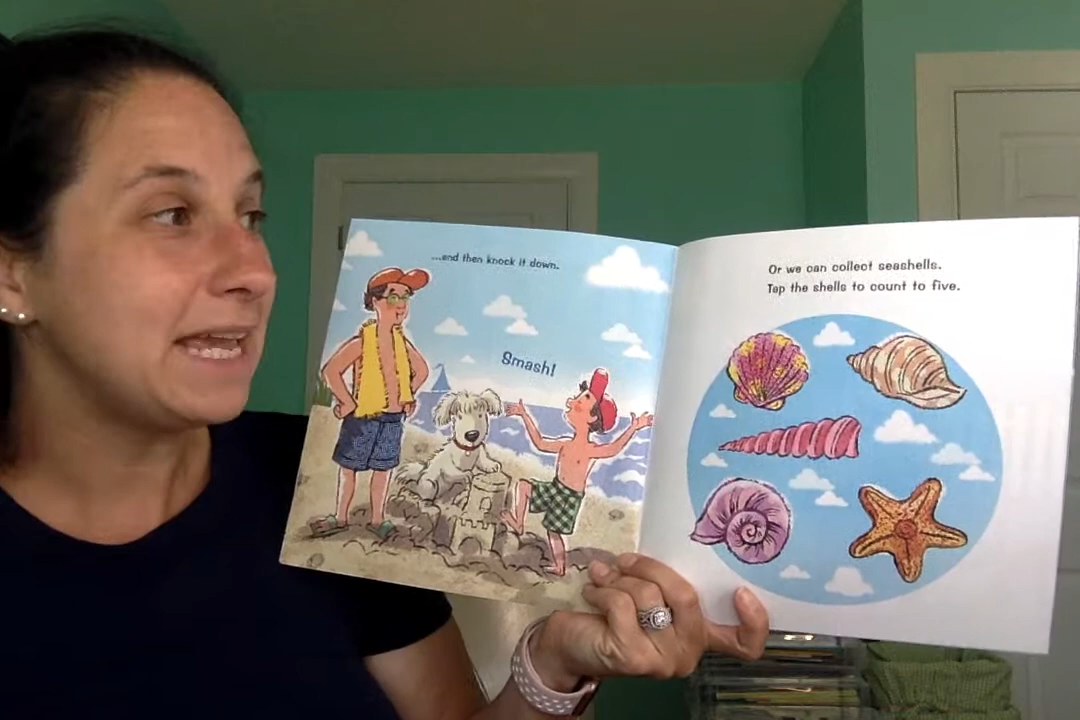 ...and then knock it down.
Smash!
Or we can collect seashells.
Tap the shells to count to five.